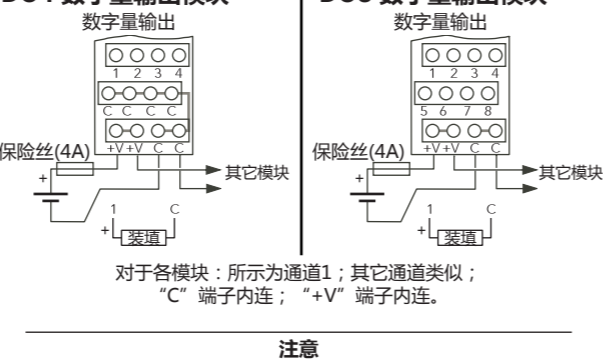 DO4 数字量输出模块
数字量输出
1 2 3 4
C C C C
+V +V C C
保险丝(4A)
+
其它模块
1 C
+
装填
DO8 数字量输出模块
数字量输出
1 2 3 4
5 6 7 8
+V +V C C
保险丝(4A)
+
其它模块
1 C
+
装填
对于各模块：所示为通道1；其它通道类似；
“C”端子内连；“+V”端子内连。
注意